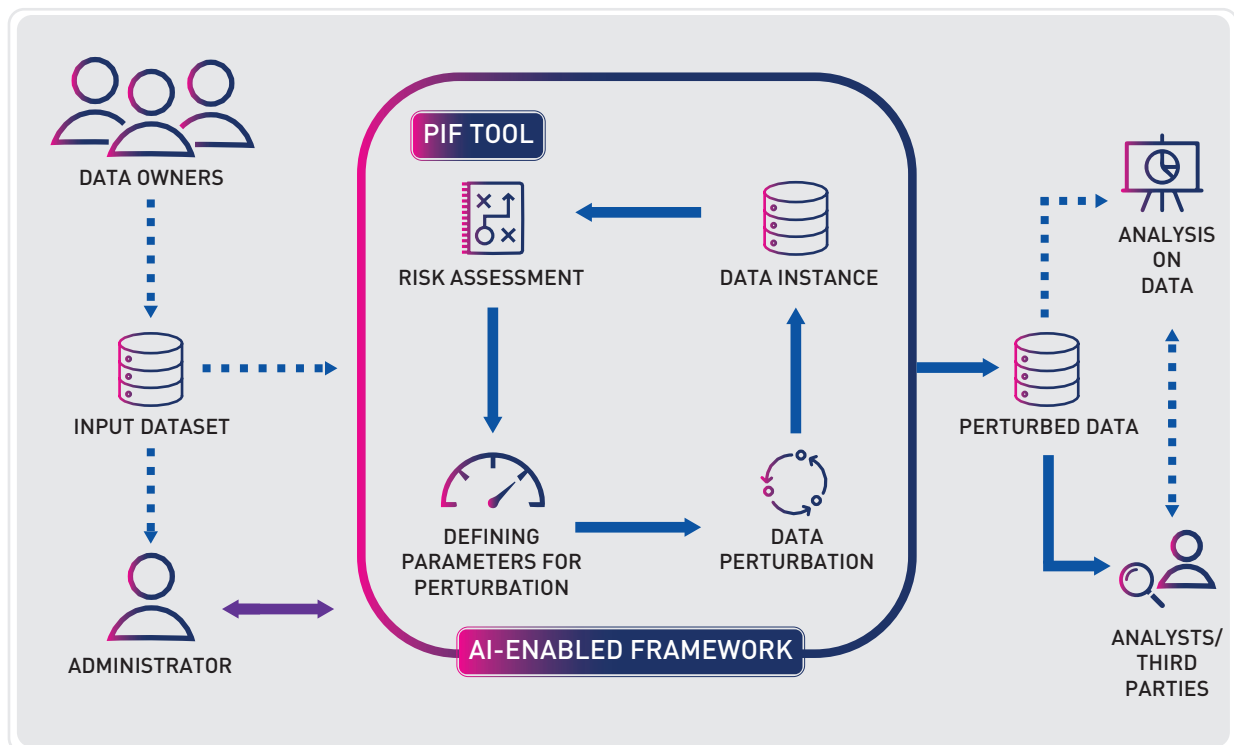 DATA OWNERS
INPUT DATASET
ADMINISTRATOR
PIF TOOL
RISK ASSESSMENT
DATA INSTANCE
DEFINING
PARAMETERS FOR
PERTURBATION
DATA
PERTURBATION
AI-ENABLED FRAMEWORK
PERTURBED DATA
ANALYSIS
ON
DATA
ANALYSTS/
THIRD
PARTIES